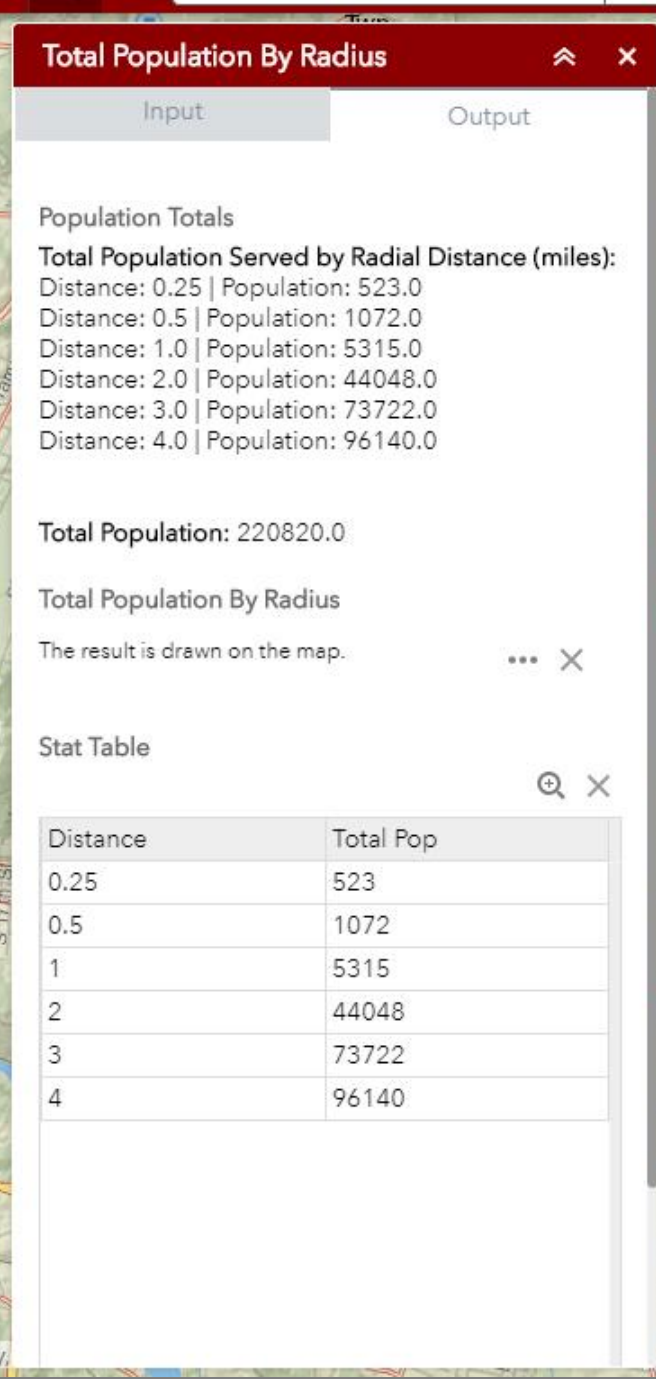 Total Population By Radius
Input Output
Population Totals
Total Population Served by Radial Distance (miles):
Distance: 0.25 | Population: 523.0
Distance: 0.5 | Population: 1072.0
Distance: 1.0 | Population: 5315.0
Distance: 2.0 | Population: 44048.0
Distance: 3.0 | Population: 73722.0
Distance: 4.0 | Population: 96140.0
Total Population: 220820.0
Total Population By Radius
The result is drawn on the map.
Stat Table
Distance Total Pop
0.25 523
0.5 1072
1 5315
2 44048
3 73722
4 96140